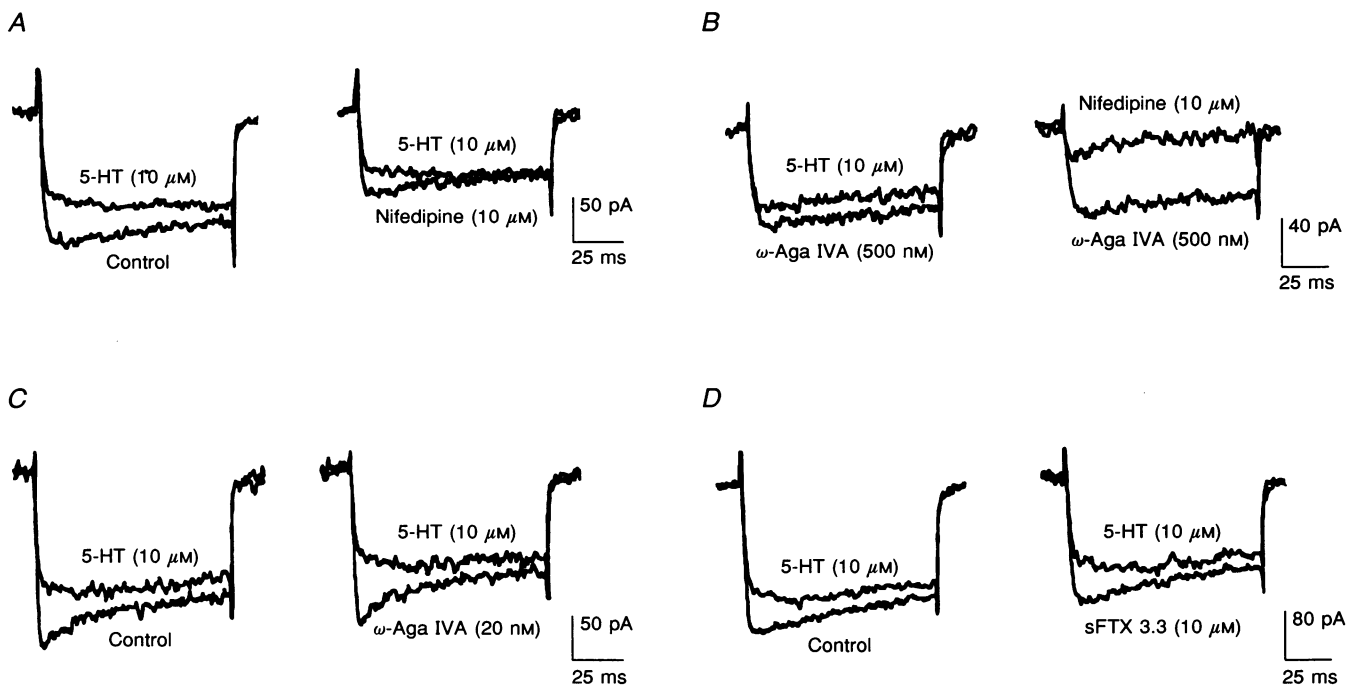 A
5-HT (10 μM)
Control
5-HT (10 μM)
Nifedipine (10 μM)
50 pA
25 ms
B
5-HT (10 μM)
ω-Aga IVA (500 nM)
Nifedipine (10 μM)
ω-Aga IVA (500 nM)
40 pA
25 ms
C
5-HT (10 μM)
Control
5-HT (10 μM)
ω-Aga IVA (20 nM)
50 pA
25 ms
D
5-HT (10 μM)
Control
5-HT (10 μM)
sFTX 3.3 (10 μM)
80 pA
25 ms